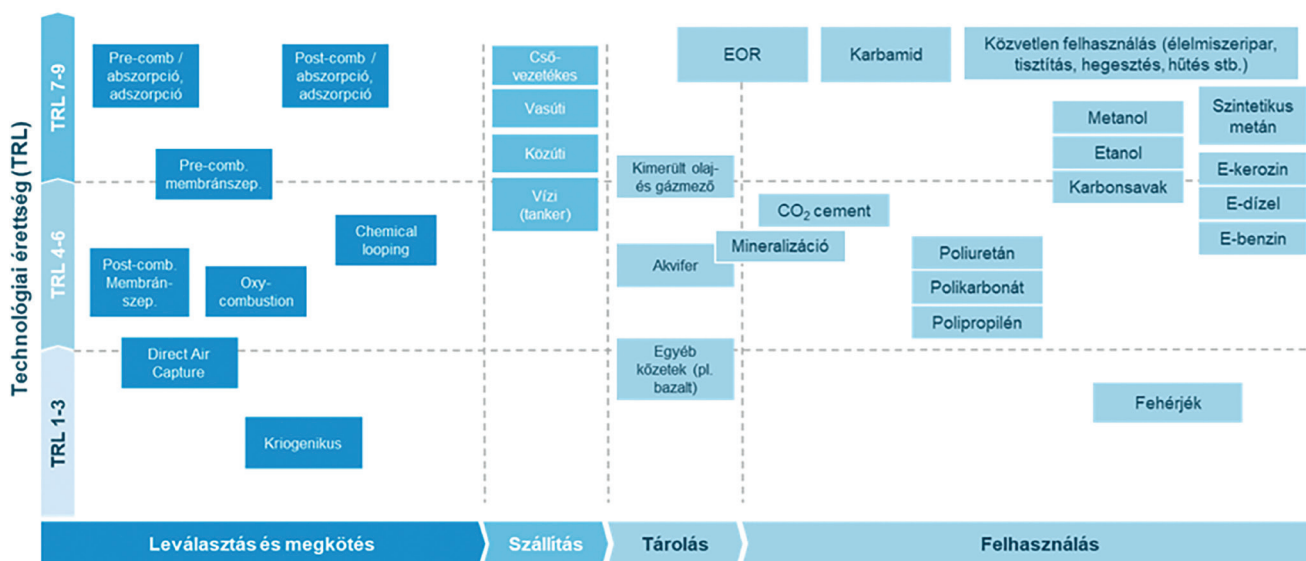 Technológiai érettség (TRL)
TRL 7-9
TRL 4-6
TRL 1-3
Pre-comb /
abszorpció,
adszorpció
Post-comb /
abszorpció,
adszorpció
Pre-comb.
membránszep.
Chemical
looping
Post-comb.
Membrán-
szep.
Oxy-
combustion
Direct Air
Capture
Kriogenikus
Cső-
vezetékes
Vasúti
Közúti
Vízi
(tanker)
Kimerült olaj-
és gázmező
Akvifer
Egyéb
kőzetek (pl.
bazalt)
EOR
Karbamid
Közvetlen felhasználás (élelmiszeripar,
tisztítás, hegesztés, hűtés stb.)
Metanol
Etanol
Karbonsavak
Szintetikus
metán
E-kerozin
E-dízel
E-benzin
CO₂ cement
Mineralizáció
Poliuretán
Polikarbonát
Polipropilén
Fehérjék
Leválasztás és megkötés
Szállítás
Tárolás
Felhasználás